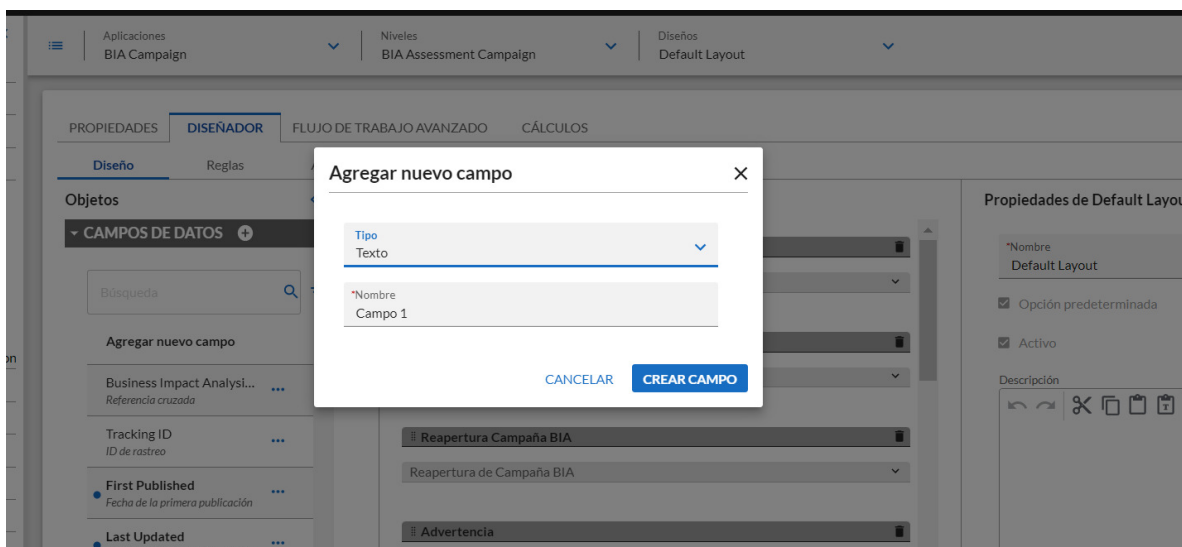 Aplicaciones
BIA Campaign
Niveles
BIA Assessment Campaign
Diseños
Default Layout
PROPIEDADES
DISEÑADOR
FLUJO DE TRABAJO AVANZADO
CÁLCULOS
Diseño
Reglas
Objetos
CAMPOS DE DATOS
Búsqueda
Agregar nuevo campo
Business Impact Analysi...
Referencia cruzada
Tracking ID
ID de rastreo
First Published
Fecha de la primera publicación
Last Updated
Agregar nuevo campo
Tipo
Texto
*Nombre
Campo 1
CANCELAR
CREAR CAMPO
Reapertura Campaña BIA
Reapertura de Campaña BIA
Advertencia
Propiedades de Default Layou
*Nombre
Default Layout
Opción predeterminada
Activo
Descripción